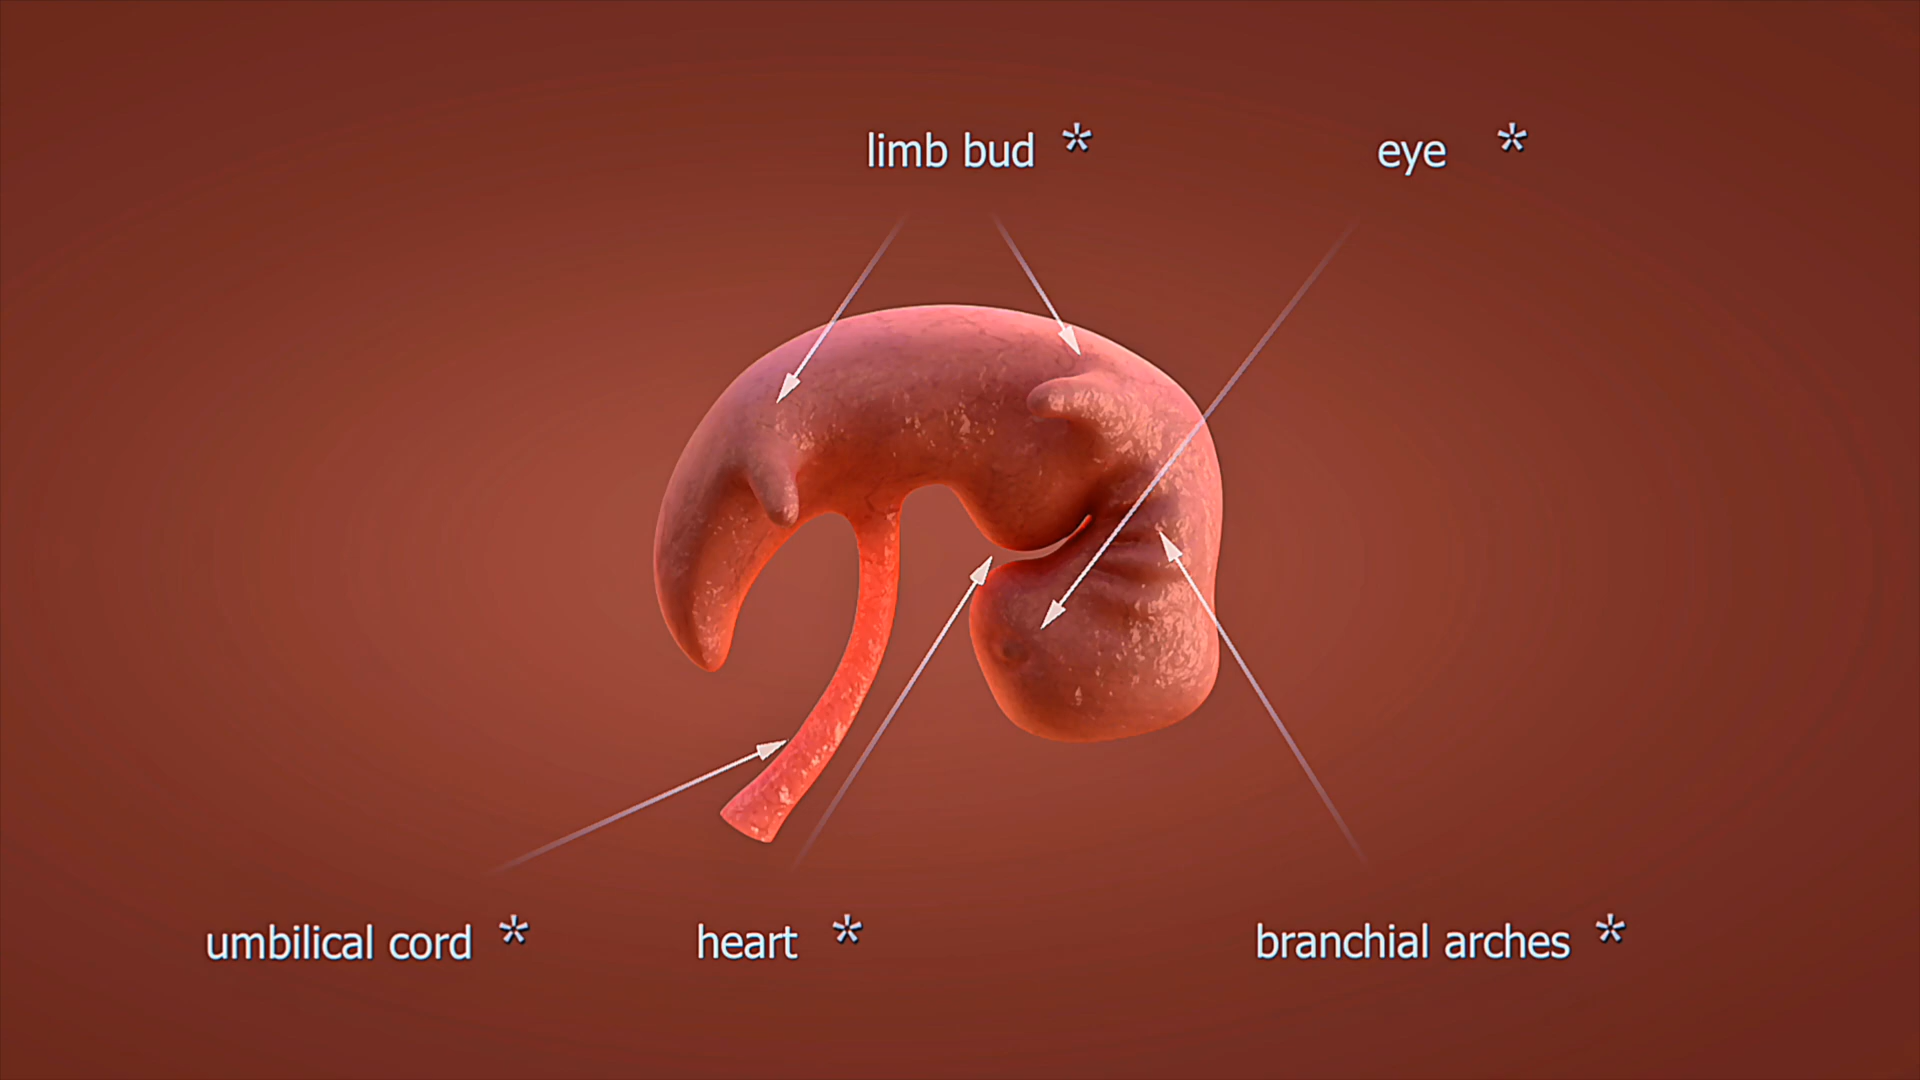 limb bud *
eye *
umbilical cord *
heart *
branchial arches *